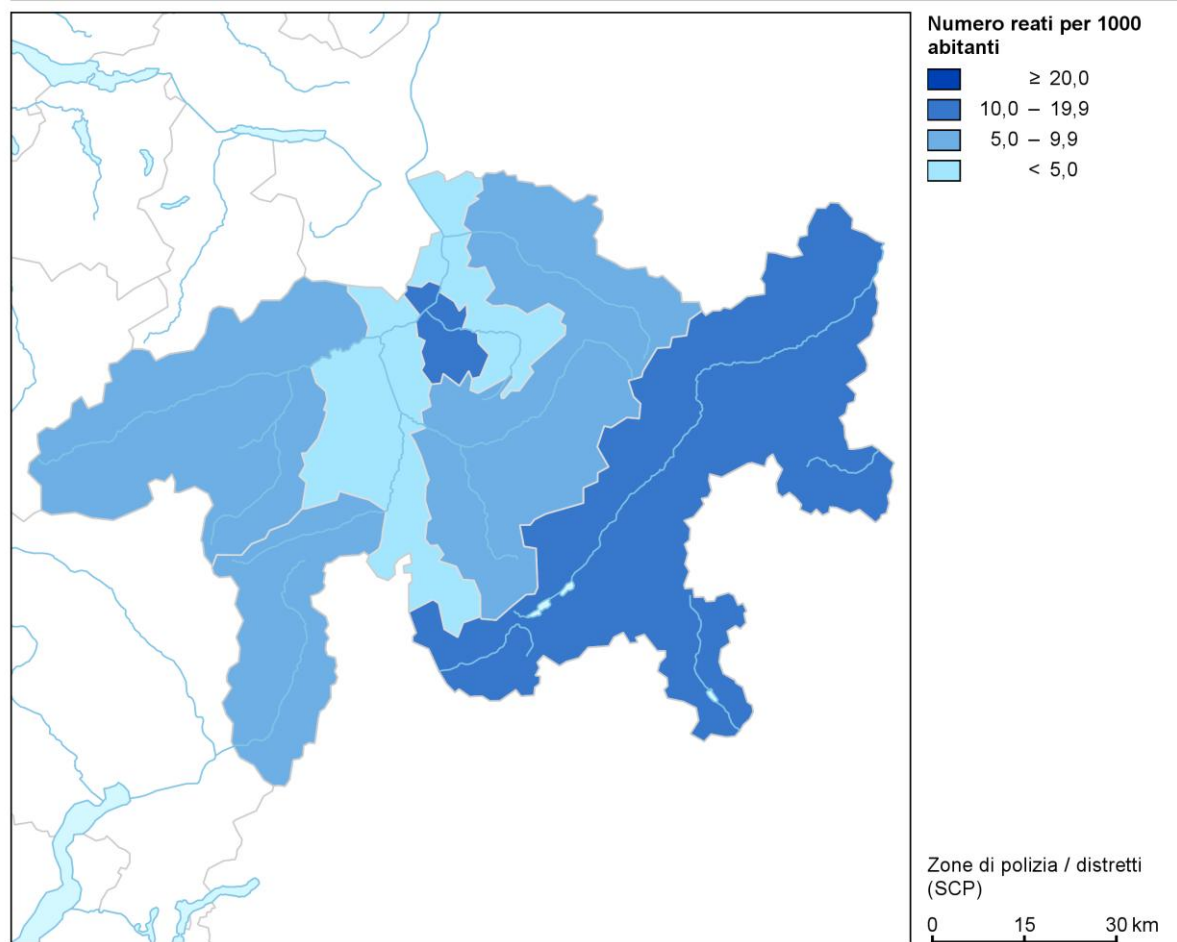 Numero reati per 1000
abitanti
≥ 20,0
10,0 – 19,9
5,0 – 9,9
< 5,0
Zone di polizia / distretti
(SCP)
0 15 30 km